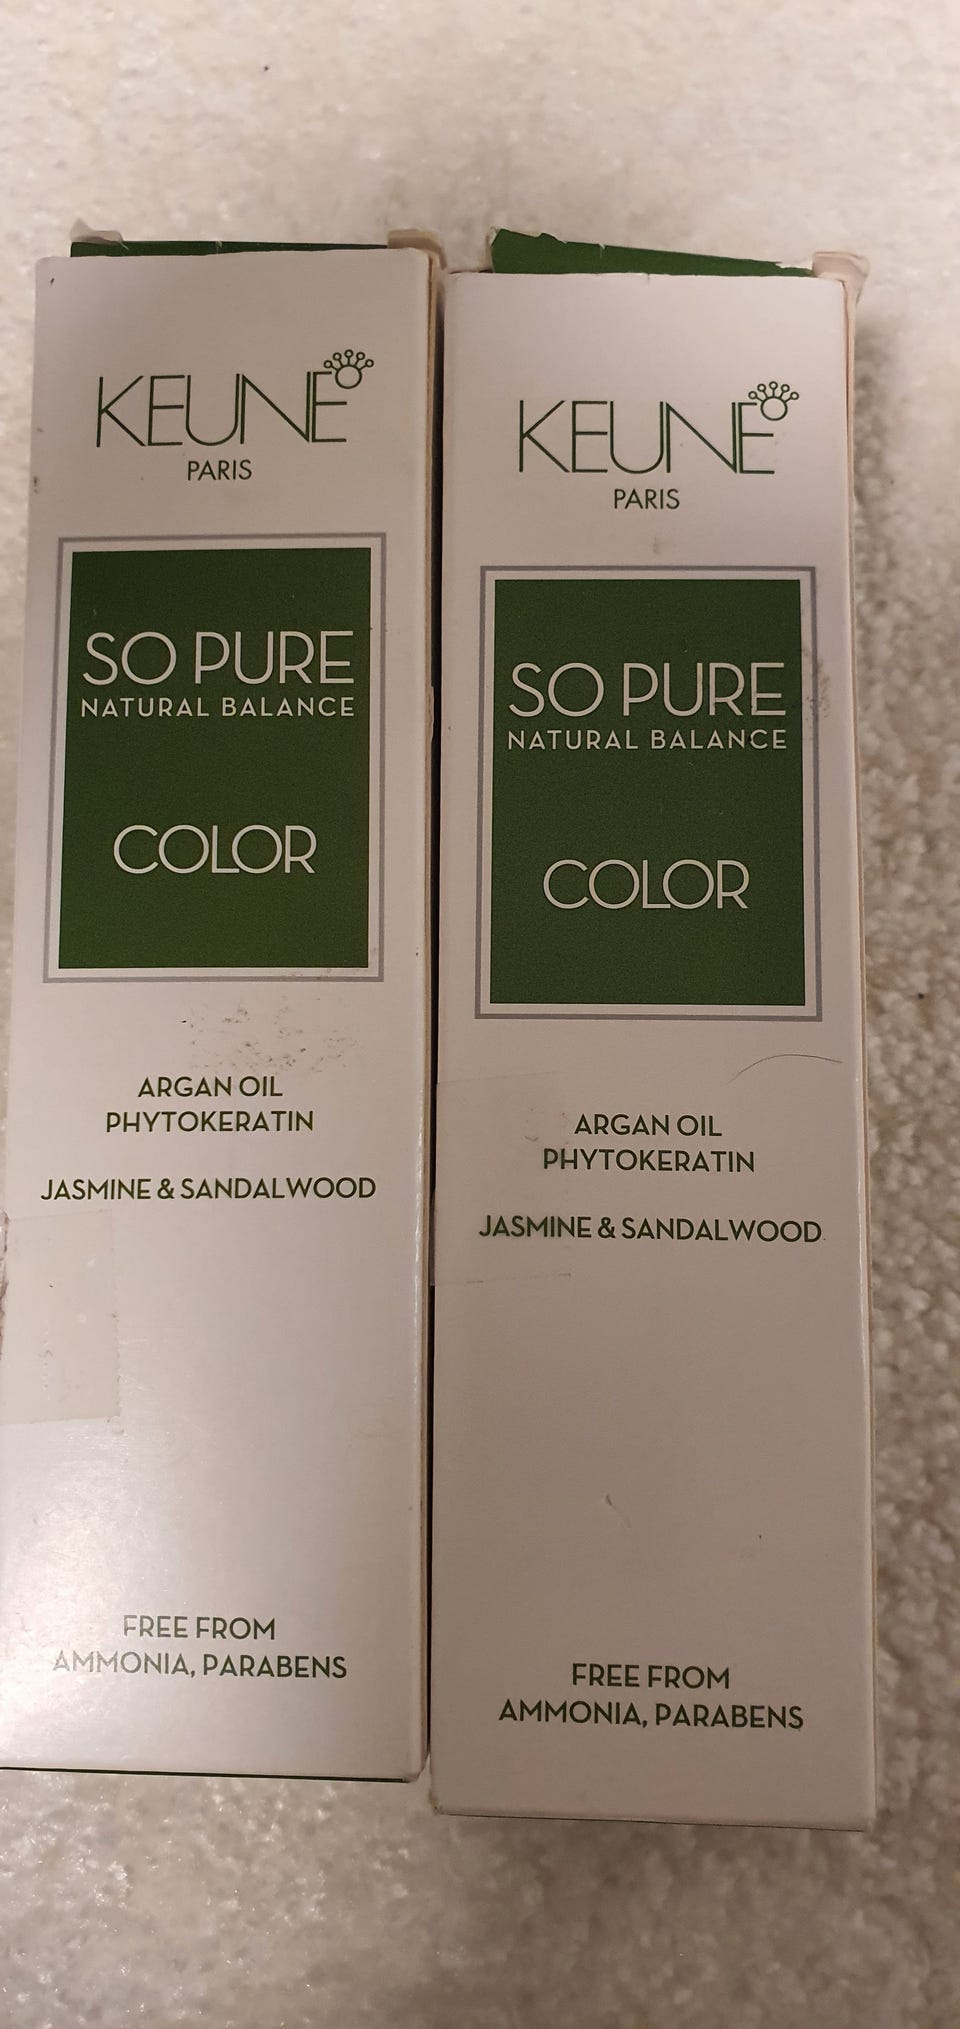 KEUNE
PARIS
SO PURE
NATURAL BALANCE
COLOR
ARGAN OIL
PHYTOKERATIN
JASMINE & SANDALWOOD
FREE FROM
AMMONIA, PARABENS
KEUNE
PARIS
SO PURE
NATURAL BALANCE
COLOR
ARGAN OIL
PHYTOKERATIN
JASMINE & SANDALWOOD
FREE FROM
AMMONIA, PARABENS